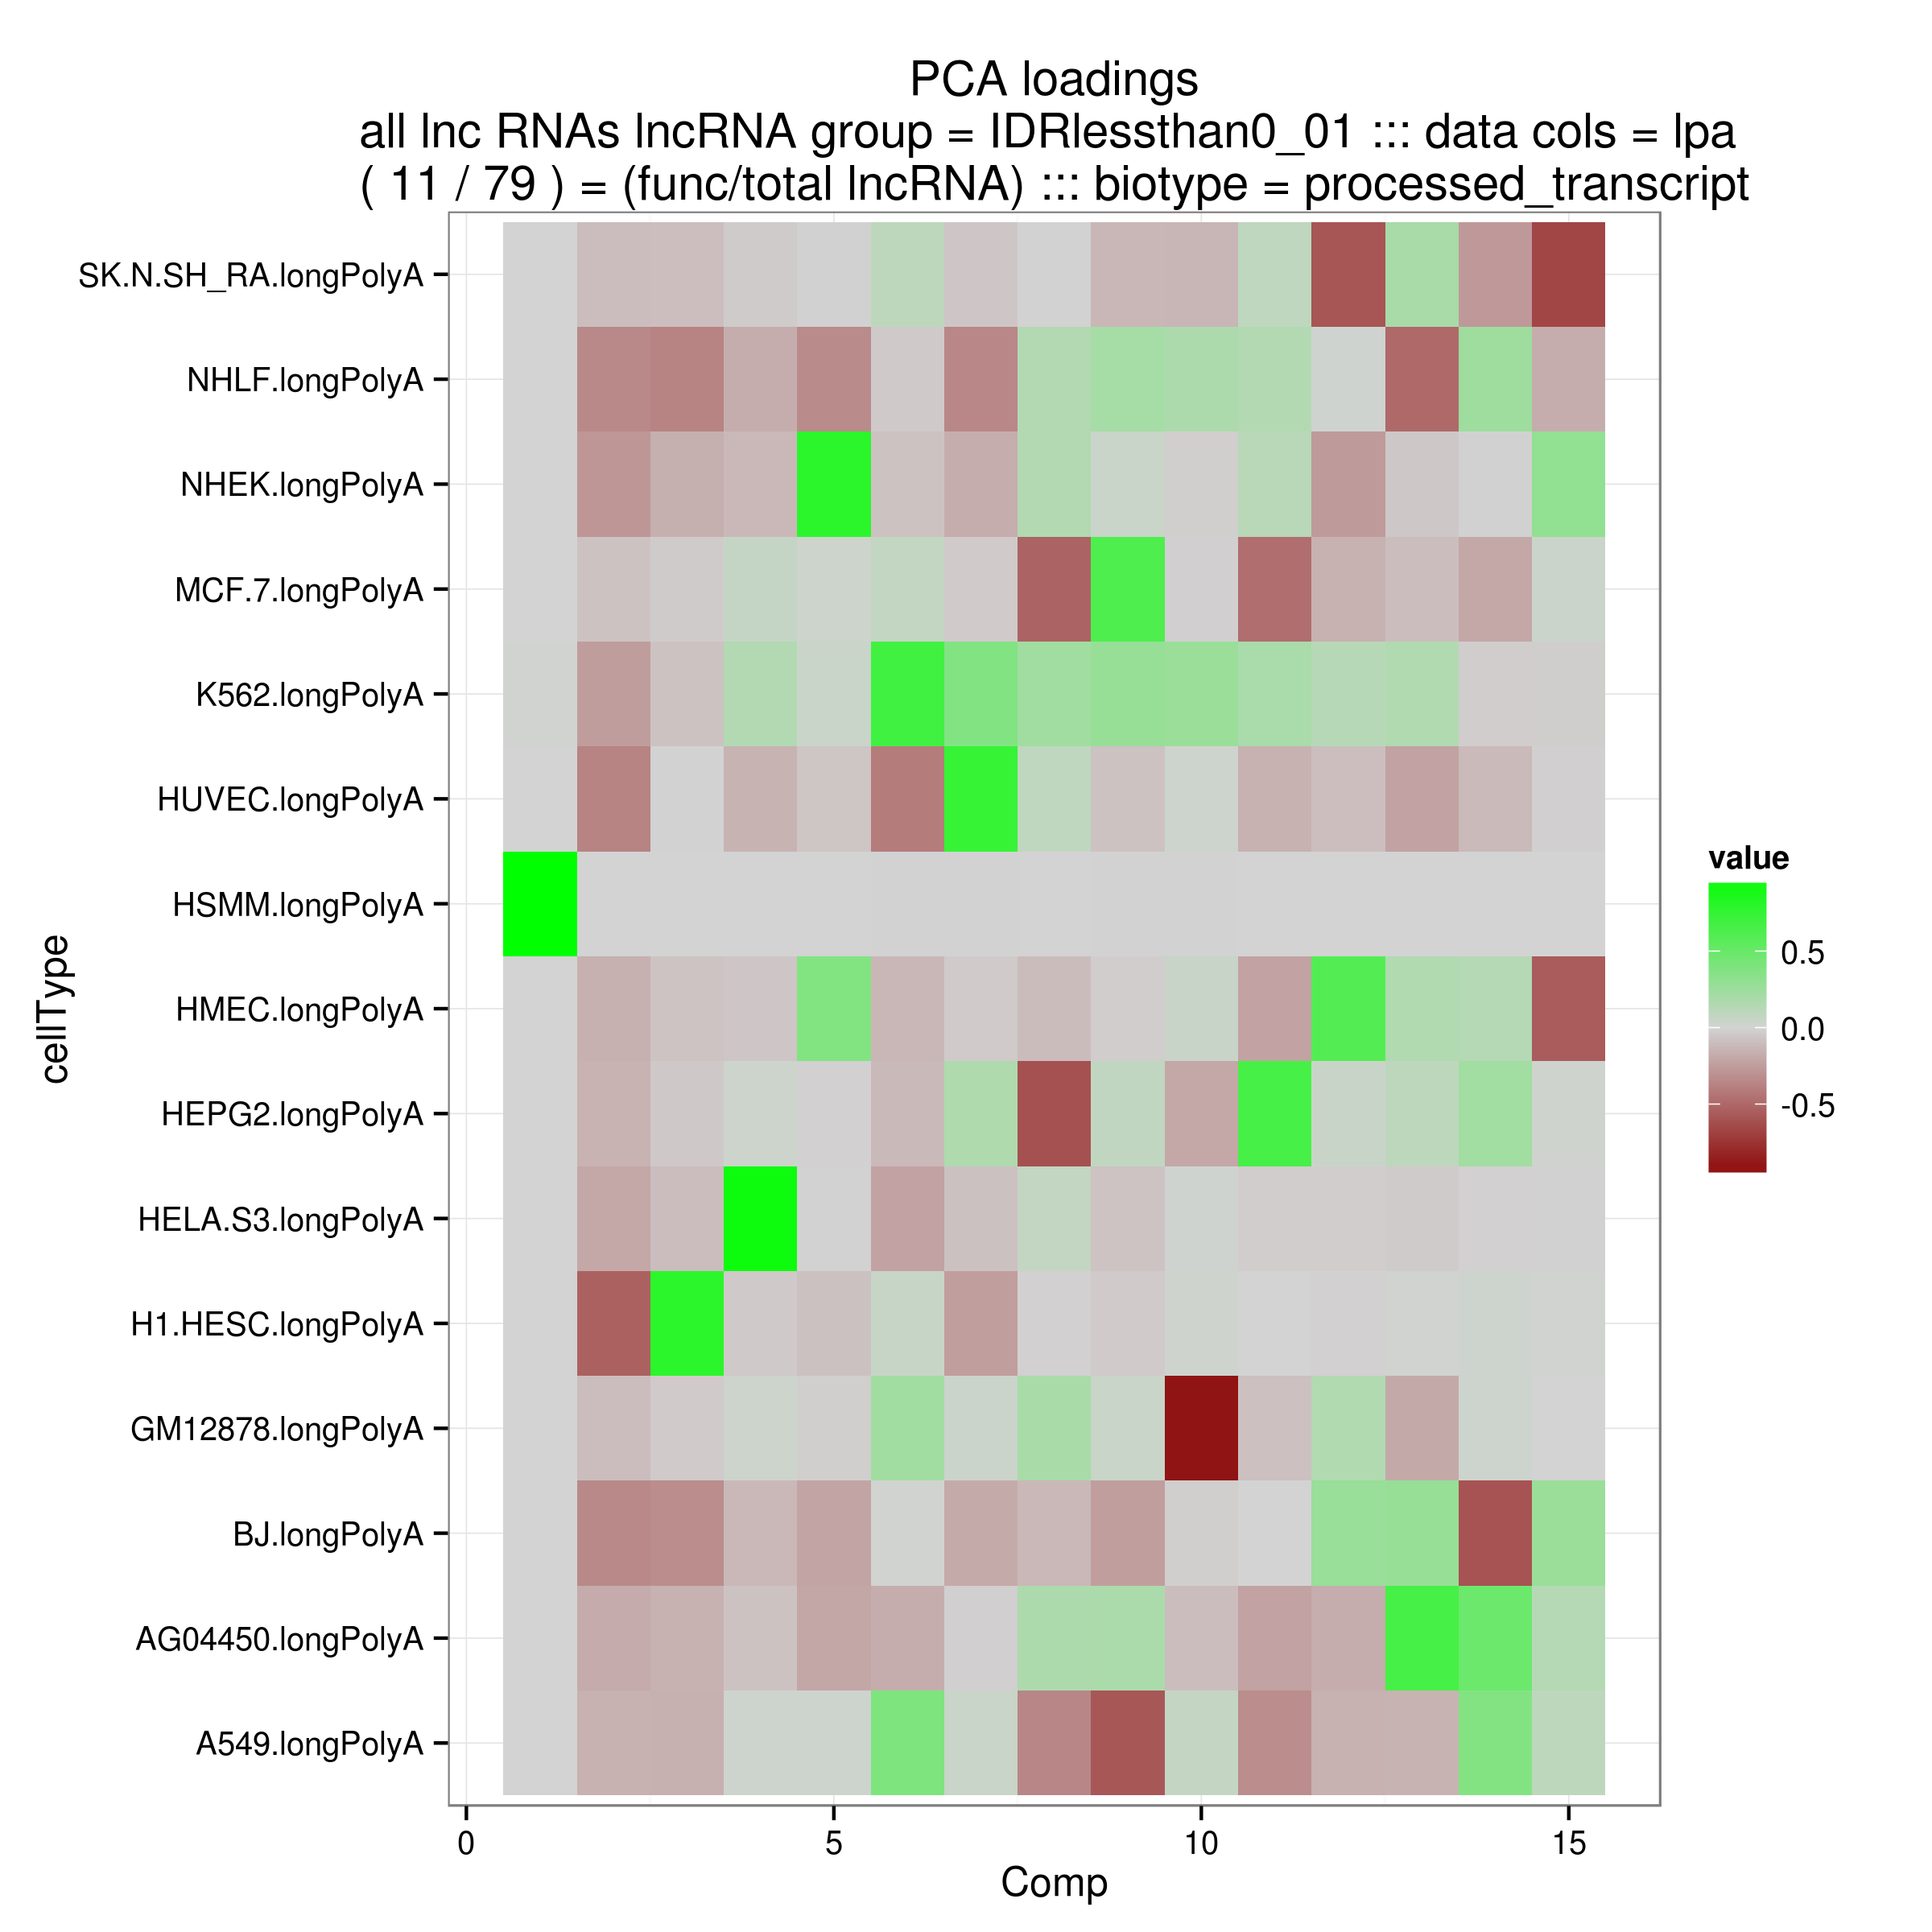 PCA loadings
all lnc RNAs lncRNA group = IDRlessthan0_01 ::: data cols = lpa
( 11 / 79 ) = (func/total lncRNA) ::: biotype = processed_transcript
SK.N.SH_RA.longPolyA
NHLF.longPolyA
NHEK.longPolyA
MCF.7.longPolyA
K562.longPolyA
HUVEC.longPolyA
HSMM.longPolyA
HMEC.longPolyA
HEPG2.longPolyA
HELA.S3.longPolyA
H1.HESC.longPolyA
GM12878.longPolyA
BJ.longPolyA
AG04450.longPolyA
A549.longPolyA
cellType
0 5 10 15
Comp
value
0.5
0.0
-0.5